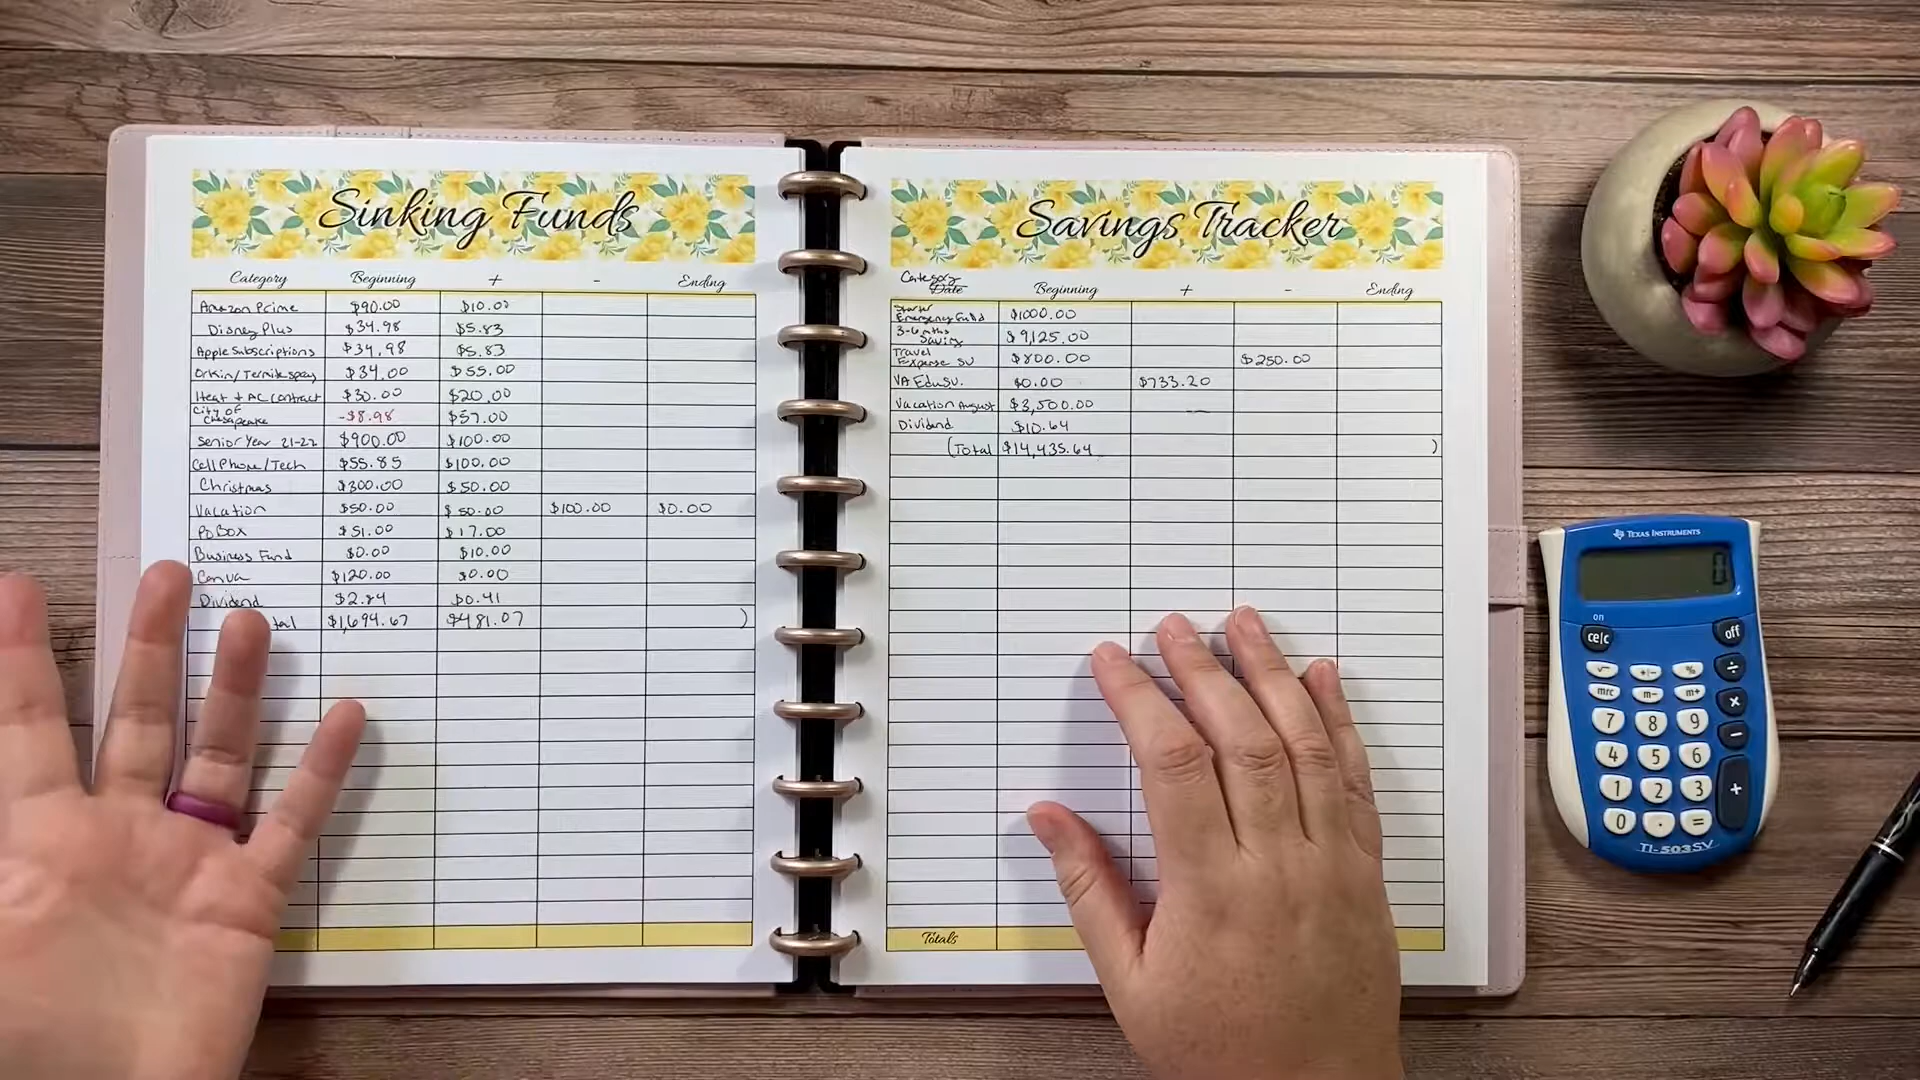 Sinking Funds
Category Beginning + - Ending
Amazon Prime $90.00 $10.00
Disney Plus $34.98 $5.83
Apple Subscriptions $34.98 $5.83
Orkin/Termite spray $34.00 $55.00
Heat + AC Contract $30.00 $20.00
City of Chesapeake -$8.98 $57.00
Senior Year 21-22 $900.00 $100.00
Cell Phone/Tech $55.85 $100.00
Christmas $300.00 $50.00
Vacation $50.00 $50.00 $100.00 $0.00
PO Box $51.00 $17.00
Business Fund $0.00 $10.00
Canva $120.00 $0.00
Dividend $2.84 $0.41
tal $1,694.67 $481.07 )
Savings Tracker
Category
Date Beginning + - Ending
Starter Emergency Fund $1000.00
3-6 mths Saving $9,125.00
Travel Expense SV $800.00 $250.00
VA Edu SV. $0.00 $733.20
Vacation August $3,500.00
Dividend $10.64
(Total $14,435.64 )
Totals
TEXAS INSTRUMENTS
0
on
ce|c off
√ +|− % ÷
mrc m− m+ ×
7 8 9 −
4 5 6
1 2 3 +
0 . =
TI-503SV